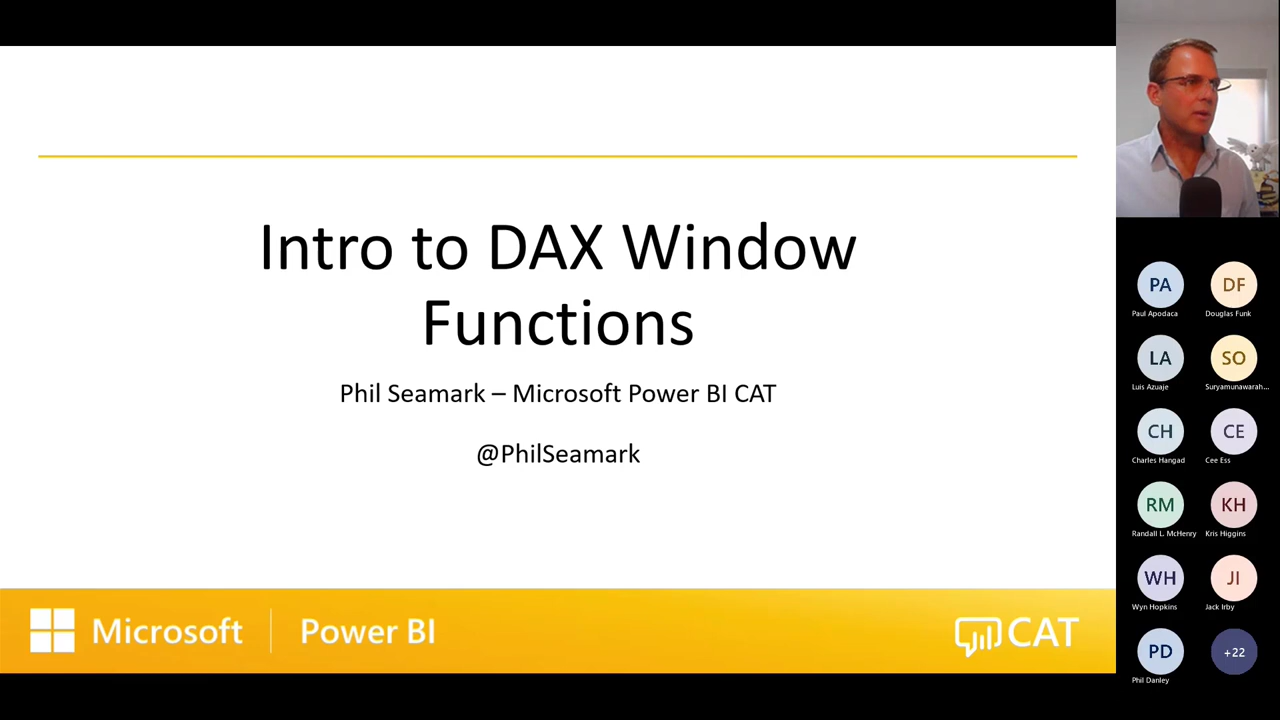 Intro to DAX Window
Functions
Phil Seamark – Microsoft Power BI CAT
@PhilSeamark
Microsoft | Power BI
CAT
PA
Paul Apodaca
DF
Douglas Funk
LA
Luis Azuaje
SO
Suryamunawarah...
CH
Charles Hangad
CE
Cee Ess
RM
Randall L. McHenry
KH
Kris Higgins
WH
Wyn Hopkins
JI
Jack Irby
PD
Phil Danley
+22